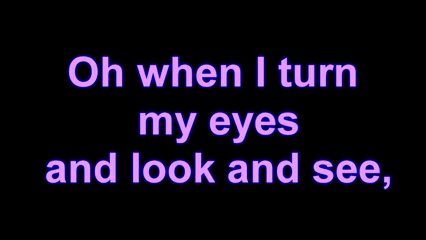 Oh when I turn
my eyes
and look and see,